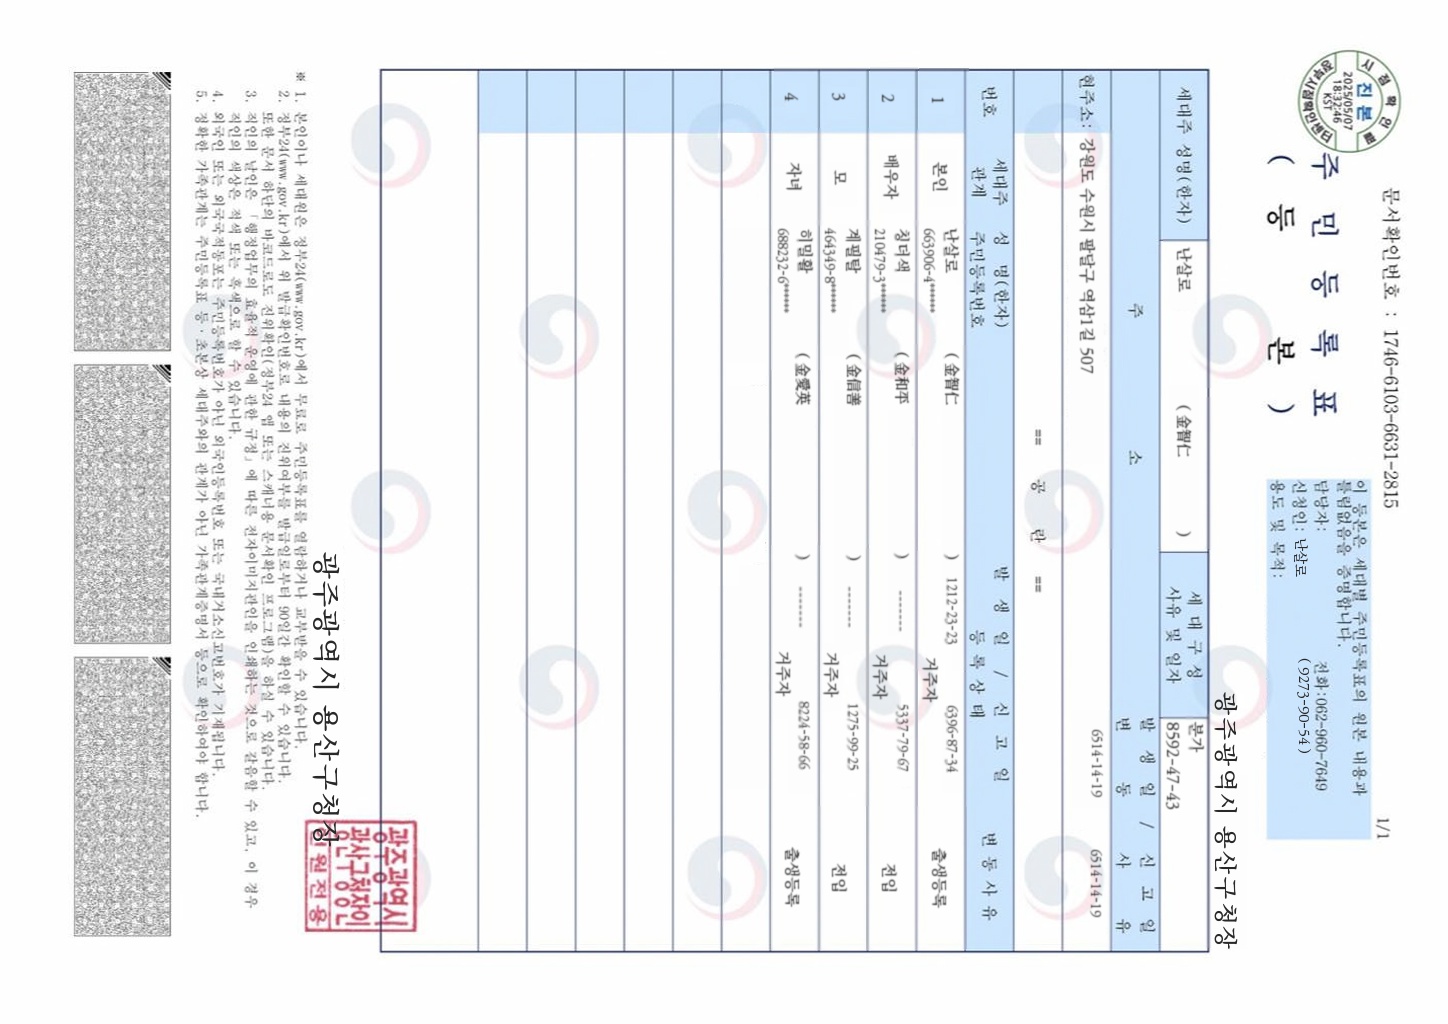 문서확인번호 : 1746-6103-6631-2815
1/1
시점확인필
진본
2025/05/07
18:32:46
KST
주 민 등 록 표
( 등 본 )
이 등본은 세대별 주민등록표의 원본 내용과
틀림없음을 증명합니다.
담당자: 전화:062-960-7649
신청인: 난살로 (9273-90-54)
용도 및 목적:
광주광역시 용산구청장
세대주 성명(한자) 난살로 (金智仁 )
세 대 구 성
사유 및 일자
분가
8592-47-43
주 소
발 생 일 / 신 고 일
변 동 사 유
현주소: 강원도 수원시 팔달구 역삼1길 507
6514-14-19 6514-14-19
== 공 란 ==
번호
세대주
관계
성 명(한자)
주민등록번호
발 생 일 / 신 고 일
등 록 상 태
변 동 사 유
1 본인 난살로 (金智仁 ) 1212-23-23 6396-87-34 출생등록
663906-4****** 거주자
2 배우자 칭더색 (金和平 ) ------- 5337-79-67 전입
210479-3****** 거주자
3 모 계필탈 (金信善 ) ------- 1275-99-25 전입
464349-8****** 거주자
4 자녀 히밀활 (金愛英 ) ------- 8224-58-66 출생등록
688232-6****** 거주자
광주광역시 용산구청장
광주광역시
광산구청장인
민원전용
※ 1. 본인이나 세대원은 정부24(www.gov.kr)에서 무료로 주민등록표를 열람하거나 교부받을 수 있습니다.
2. 정부24(www.gov.kr)에서 위 발급확인번호로 내용의 진위여부를 발급일로부터 90일간 확인할 수 있습니다.
또한 문서 하단의 바코드로도 진위확인(정부24 앱 또는 스캐너용 문서확인 프로그램)을 하실 수 있습니다.
3. 직인의 날인은 「행정업무의 효율적 운영에 관한 규정」에 따른 전자이미지관인을 인쇄하는 것으로 갈음할 수 있고, 이 경우
직인의 색상은 적색 또는 흑색으로 할 수 있습니다.
4. 외국인 또는 외국국적동포는 주민등록번호가 아닌 외국인등록번호 또는 국내거소신고번호가 기재됩니다.
5. 정확한 가족관계는 주민등록표 등·초본상 세대주와의 관계가 아닌 가족관계증명서 등으로 확인하여야 합니다.